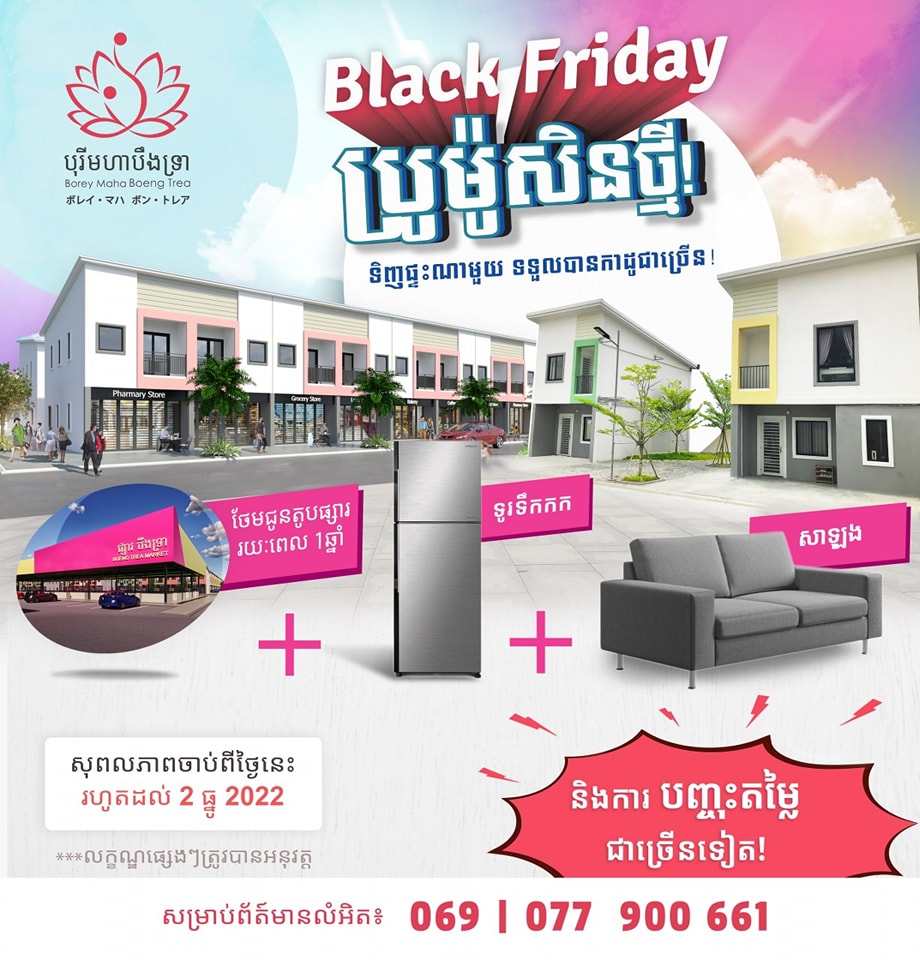 Black Friday
ប្រូម៉ូសិនថ្មី!
បុរីមហាបឹងទ្រា
Borey Maha Boeng Trea
ボレイ・マハ ボン・トレア
ទិញផ្ទះណាមួយ ទទួលបានកាដូជាច្រើន!
Pharmary Store
Grocery Store
Bakery
ថែមជូនតូបផ្សារ
រយៈពេល 1ឆ្នាំ
ផ្សារ បឹងទ្រា
BOENG TREA MARKET
ទូរទឹកកក
សាឡុង
សុពលភាពចាប់ពីថ្ងៃនេះ
រហូតដល់ 2 ធ្នូ 2022
***លក្ខណ្ឌផ្សេងៗត្រូវបានអនុវត្ត
និងការ បញ្ចុះតម្លៃ
ជាច្រើនទៀត!
សម្រាប់ព័ត៍មានលំអិត៖ 069 | 077 900 661